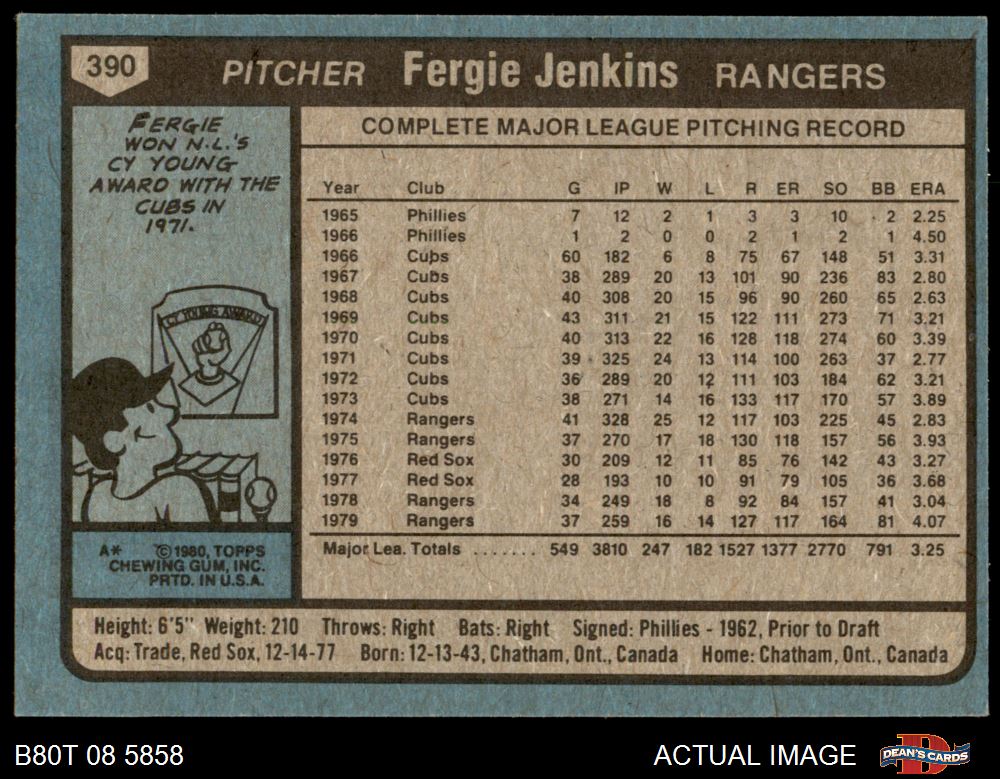 390 PITCHER Fergie Jenkins RANGERS
FERGIE
WON N.L.'S
CY YOUNG
AWARD WITH THE
CUBS IN
1971.
CY YOUNG AWARD
A* ©1980, TOPPS
CHEWING GUM, INC.
PRTD. IN U.S.A.
COMPLETE MAJOR LEAGUE PITCHING RECORD
Year Club G IP W L R ER SO BB ERA
1965 Phillies 7 12 2 1 3 3 10 2 2.25
1966 Phillies 1 2 0 0 2 1 2 1 4.50
1966 Cubs 60 182 6 8 75 67 148 51 3.31
1967 Cubs 38 289 20 13 101 90 236 83 2.80
1968 Cubs 40 308 20 15 96 90 260 65 2.63
1969 Cubs 43 311 21 15 122 111 273 71 3.21
1970 Cubs 40 313 22 16 128 118 274 60 3.39
1971 Cubs 39 325 24 13 114 100 263 37 2.77
1972 Cubs 36 289 20 12 111 103 184 62 3.21
1973 Cubs 38 271 14 16 133 117 170 57 3.89
1974 Rangers 41 328 25 12 117 103 225 45 2.83
1975 Rangers 37 270 17 18 130 118 157 56 3.93
1976 Red Sox 30 209 12 11 85 76 142 43 3.27
1977 Red Sox 28 193 10 10 91 79 105 36 3.68
1978 Rangers 34 249 18 8 92 84 157 41 3.04
1979 Rangers 37 259 16 14 127 117 164 81 4.07
Major Lea. Totals ....... 549 3810 247 182 1527 1377 2770 791 3.25
Height: 6'5" Weight: 210 Throws: Right Bats: Right Signed: Phillies - 1962, Prior to Draft
Acq: Trade, Red Sox, 12-14-77 Born: 12-13-43, Chatham, Ont., Canada Home: Chatham, Ont., Canada
B80T 08 5858 ACTUAL IMAGE DEAN'S CARDS